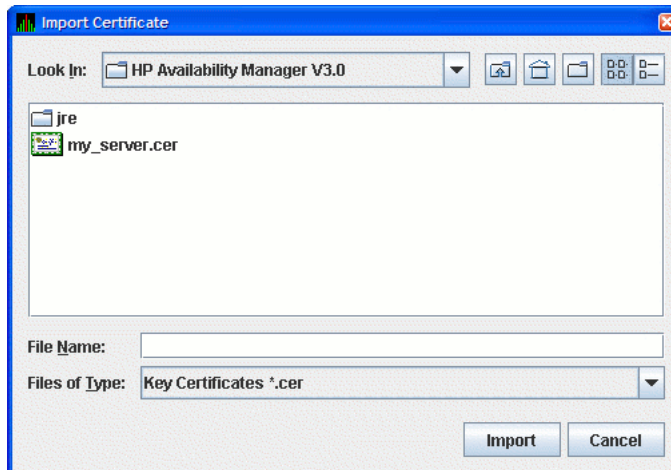 Import Certificate
Look In: HP Availability Manager V3.0
jre
my_server.cer
File Name:
Files of Type: Key Certificates *.cer
Import Cancel